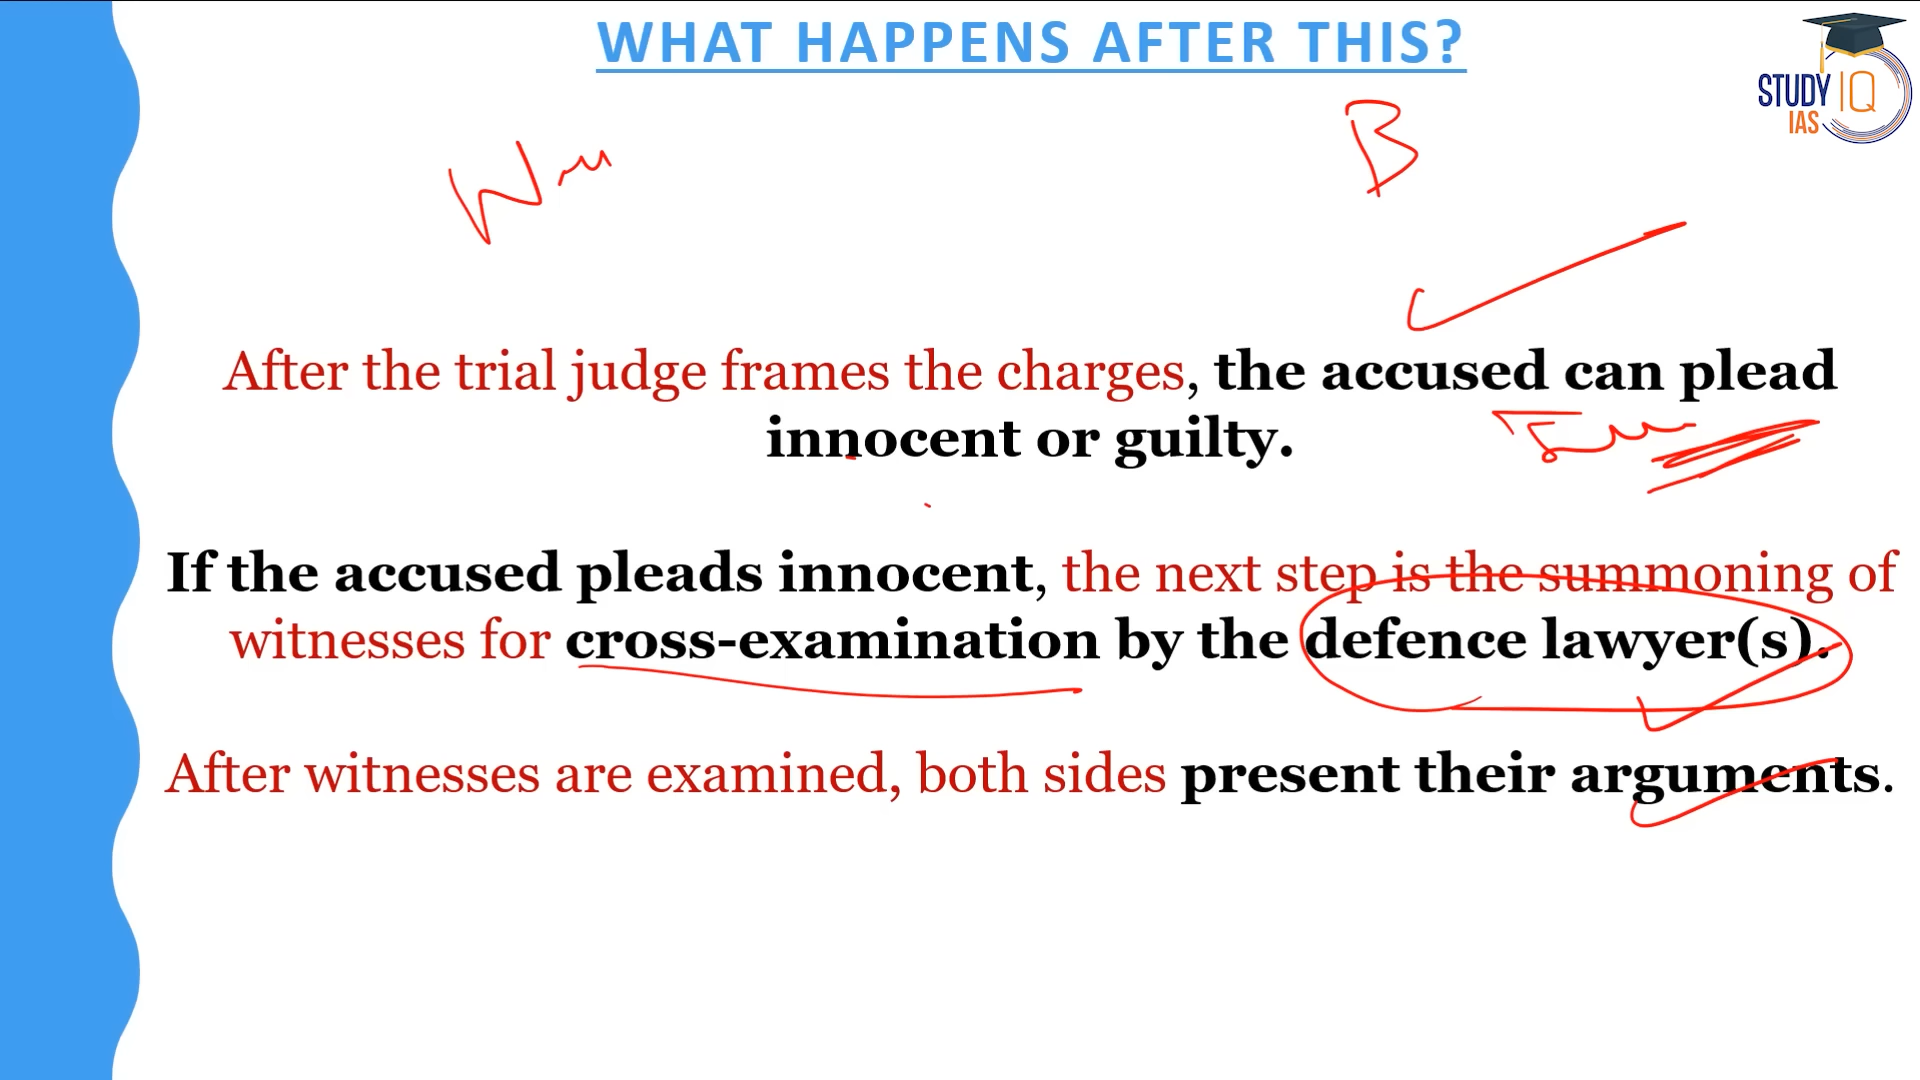 WHAT HAPPENS AFTER THIS?
STUDY IQ
IAS
B
After the trial judge frames the charges, the accused can plead
innocent or guilty.
If the accused pleads innocent, the next step is the summoning of
witnesses for cross-examination by the defence lawyer(s).
After witnesses are examined, both sides present their arguments.